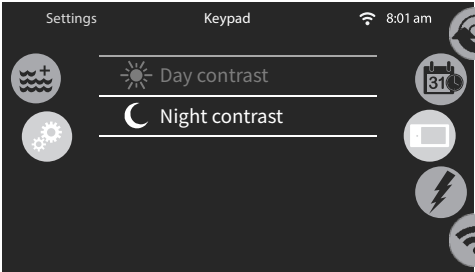 Settings
Keypad
8:01 am
Day contrast
31
Night contrast